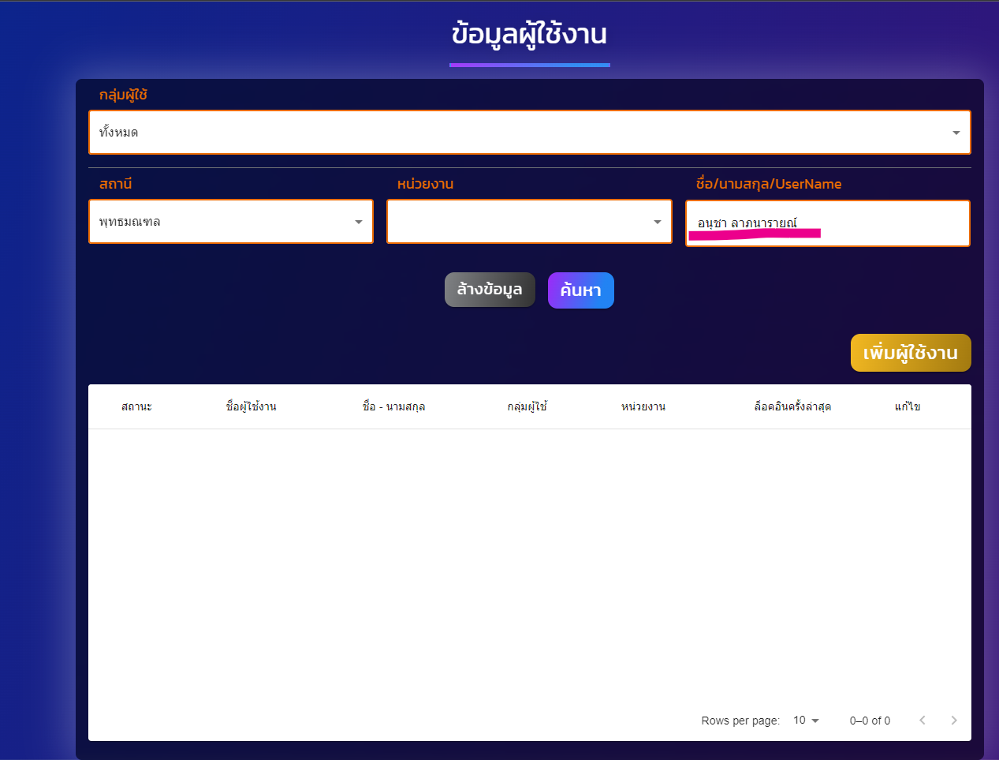 ข้อมูลผู้ใช้งาน
กลุ่มผู้ใช้
ทั้งหมด
สถานี หน่วยงาน ชื่อ/นามสกุล/UserName
พุทธมณฑล อนุชา ลาภนารายณ์
ล้างข้อมูล ค้นหา
เพิ่มผู้ใช้งาน
สถานะ ชื่อผู้ใช้งาน ชื่อ - นามสกุล กลุ่มผู้ใช้ หน่วยงาน ล็อคอินครั้งล่าสุด แก้ไข
Rows per page: 10 0–0 of 0